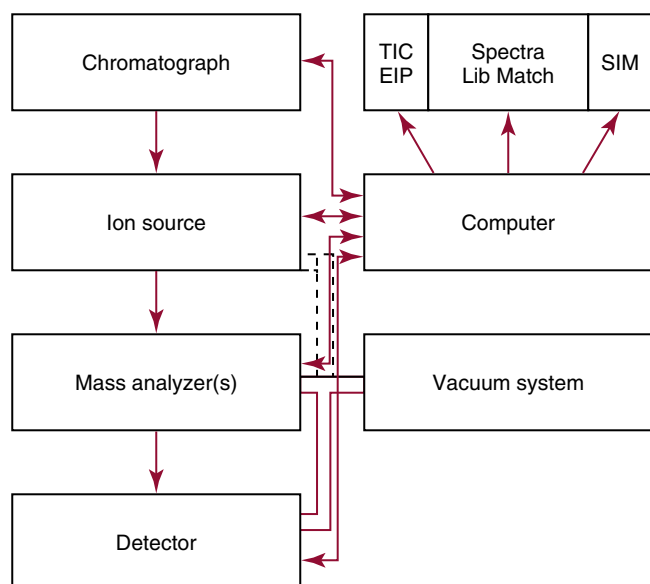 Chromatograph
TIC
EIP
Spectra
Lib Match
SIM
Ion source
Computer
Mass analyzer(s)
Vacuum system
Detector